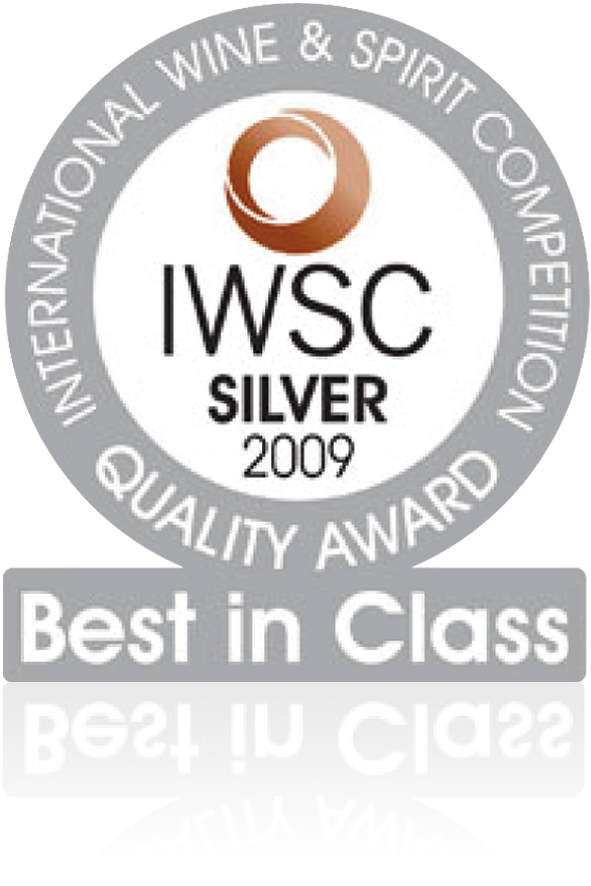 INTERNATIONAL WINE & SPIRIT COMPETITION
IWSC
SILVER
2009
QUALITY AWARD
Best in Class